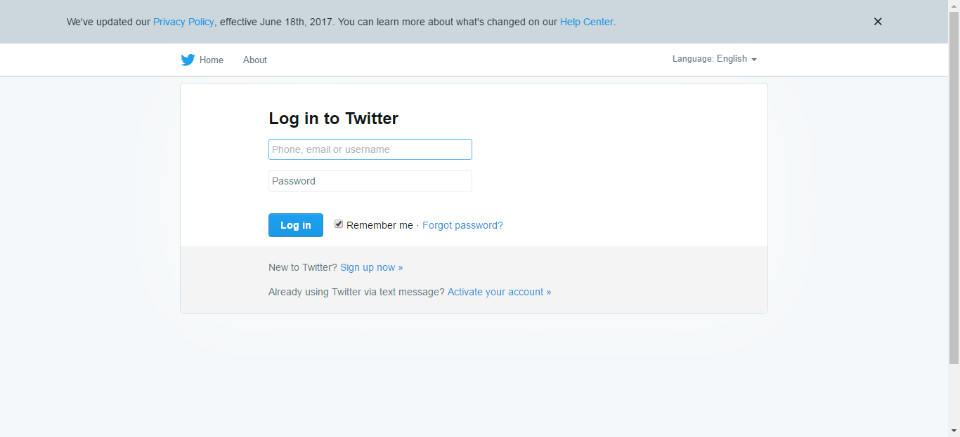 We've updated our Privacy Policy, effective June 18th, 2017. You can learn more about what's changed on our Help Center.
Home About Language: English
Log in to Twitter
Phone, email or username
Password
Log in Remember me · Forgot password?
New to Twitter? Sign up now »
Already using Twitter via text message? Activate your account »